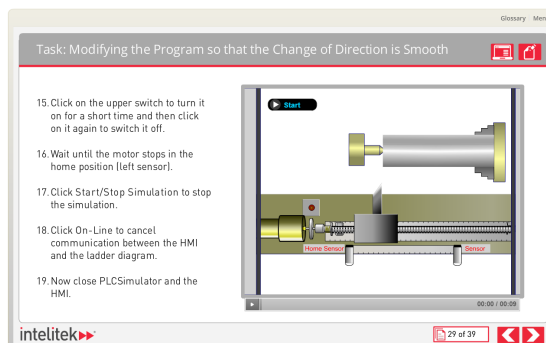 Glossary Men
Task: Modifying the Program so that the Change of Direction is Smooth
15. Click on the upper switch to turn it
on for a short time and then click
on it again to switch it off.
16. Wait until the motor stops in the
home position (left sensor).
17. Click Start/Stop Simulation to stop
the simulation.
18. Click On-Line to cancel
communication between the HMI
and the ladder diagram.
19. Now close PLCSimulator and the
HMI.
Start
Home Sensor
Sensor
00:00 / 00:09
intelitek
29 of 39